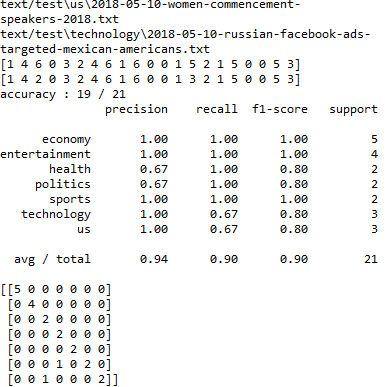 text/test\us\2018-05-10-women-commencement-
speakers-2018.txt
text/test\technology\2018-05-10-russian-facebook-ads-
targeted-mexican-americans.txt
[1 4 6 0 3 2 4 6 1 6 0 0 1 5 2 1 5 0 0 5 3]
[1 4 2 0 3 2 4 6 1 6 0 0 1 3 2 1 5 0 0 5 3]
accuracy : 19 / 21
precision recall f1-score support
economy 1.00 1.00 1.00 5
entertainment 1.00 1.00 1.00 4
health 0.67 1.00 0.80 2
politics 0.67 1.00 0.80 2
sports 1.00 1.00 1.00 2
technology 1.00 0.67 0.80 3
us 1.00 0.67 0.80 3
avg / total 0.94 0.90 0.90 21
[[5 0 0 0 0 0 0]
[0 4 0 0 0 0 0]
[0 0 2 0 0 0 0]
[0 0 0 2 0 0 0]
[0 0 0 0 2 0 0]
[0 0 0 1 0 2 0]
[0 0 1 0 0 0 2]]